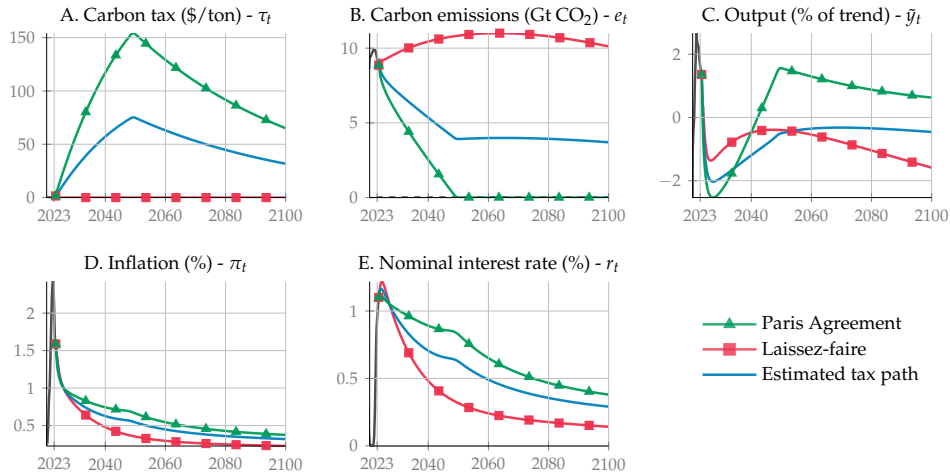 A. Carbon tax ($/ton) - τt
B. Carbon emissions (Gt CO2) - et
C. Output (% of trend) - ỹt
150
100
50
0
2023 2040 2060 2080 2100
10
5
0
2023 2040 2060 2080 2100
2
0
−2
2023 2040 2060 2080 2100
D. Inflation (%) - πt
E. Nominal interest rate (%) - rt
2
1.5
1
0.5
2023 2040 2060 2080 2100
1
0.5
0
2023 2040 2060 2080 2100
Paris Agreement
Laissez-faire
Estimated tax path